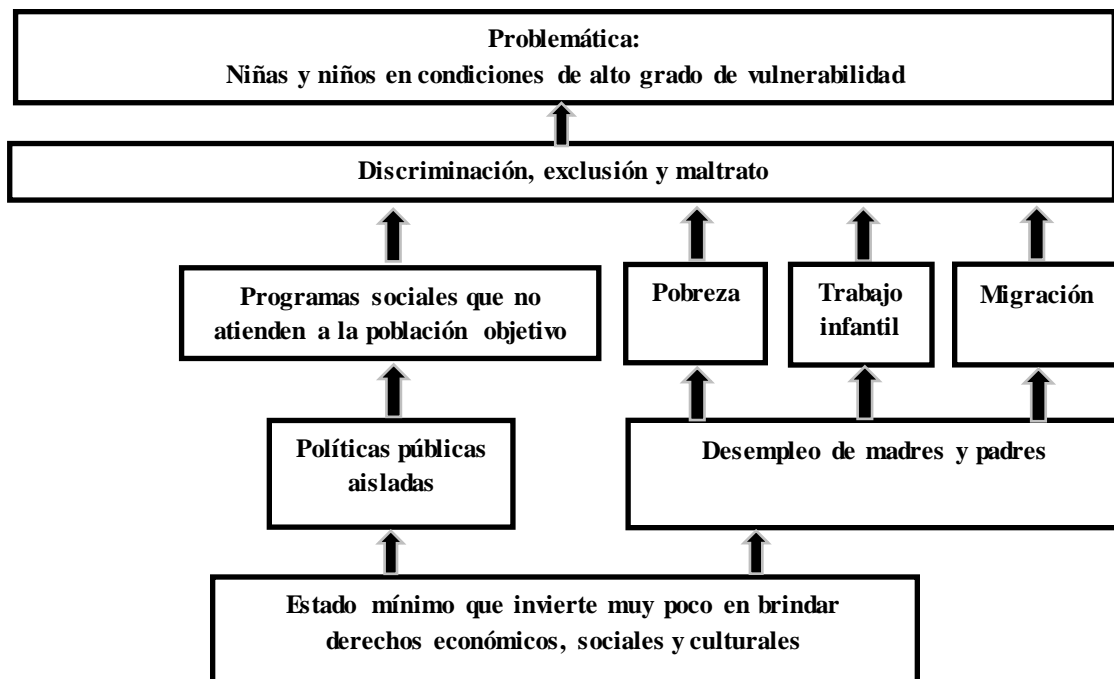 Problemática:
Niñas y niños en condiciones de alto grado de vulnerabilidad
Discriminación, exclusión y maltrato
Programas sociales que no
atienden a la población objetivo
Pobreza
Trabajo
infantil
Migración
Políticas públicas
aisladas
Desempleo de madres y padres
Estado mínimo que invierte muy poco en brindar
derechos económicos, sociales y culturales